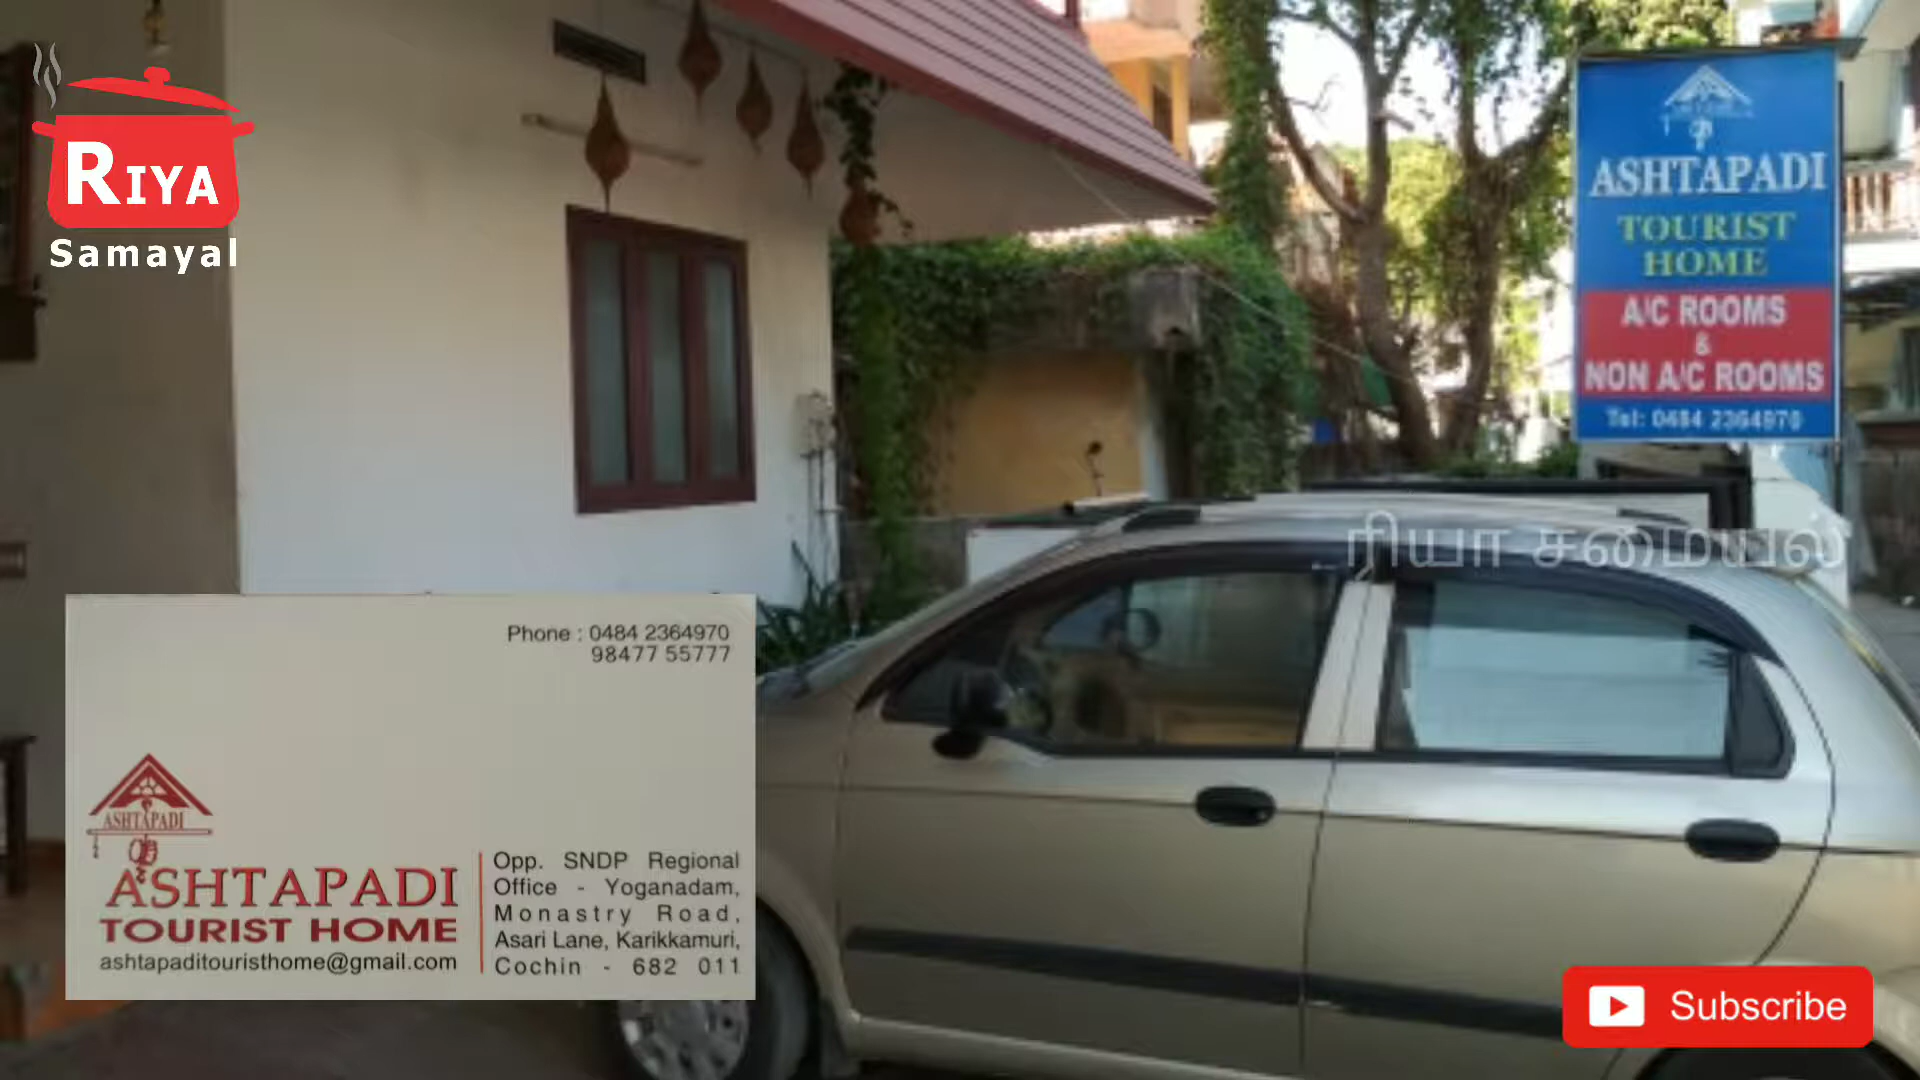 RIYA
Samayal
ASHTAPADI
TOURIST
HOME
A/C ROOMS
&
NON A/C ROOMS
Tel: 0484 2364970
ரியா சமையல்
Phone : 0484 2364970
98477 55777
ASHTAPADI
ASHTAPADI
TOURIST HOME
ashtapaditouristhome@gmail.com
Opp. SNDP Regional
Office - Yoganadam,
Monastry Road,
Asari Lane, Karikkamuri,
Cochin - 682 011
Subscribe